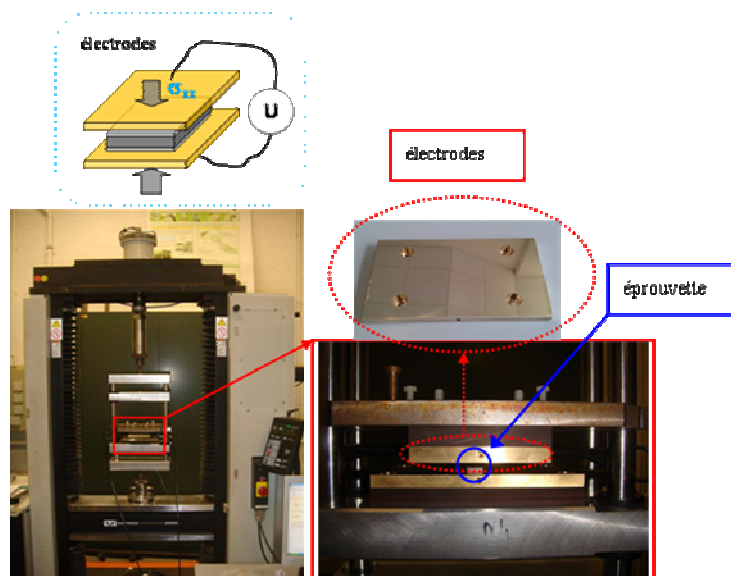 électrodes
σzz
U
électrodes
éprouvette